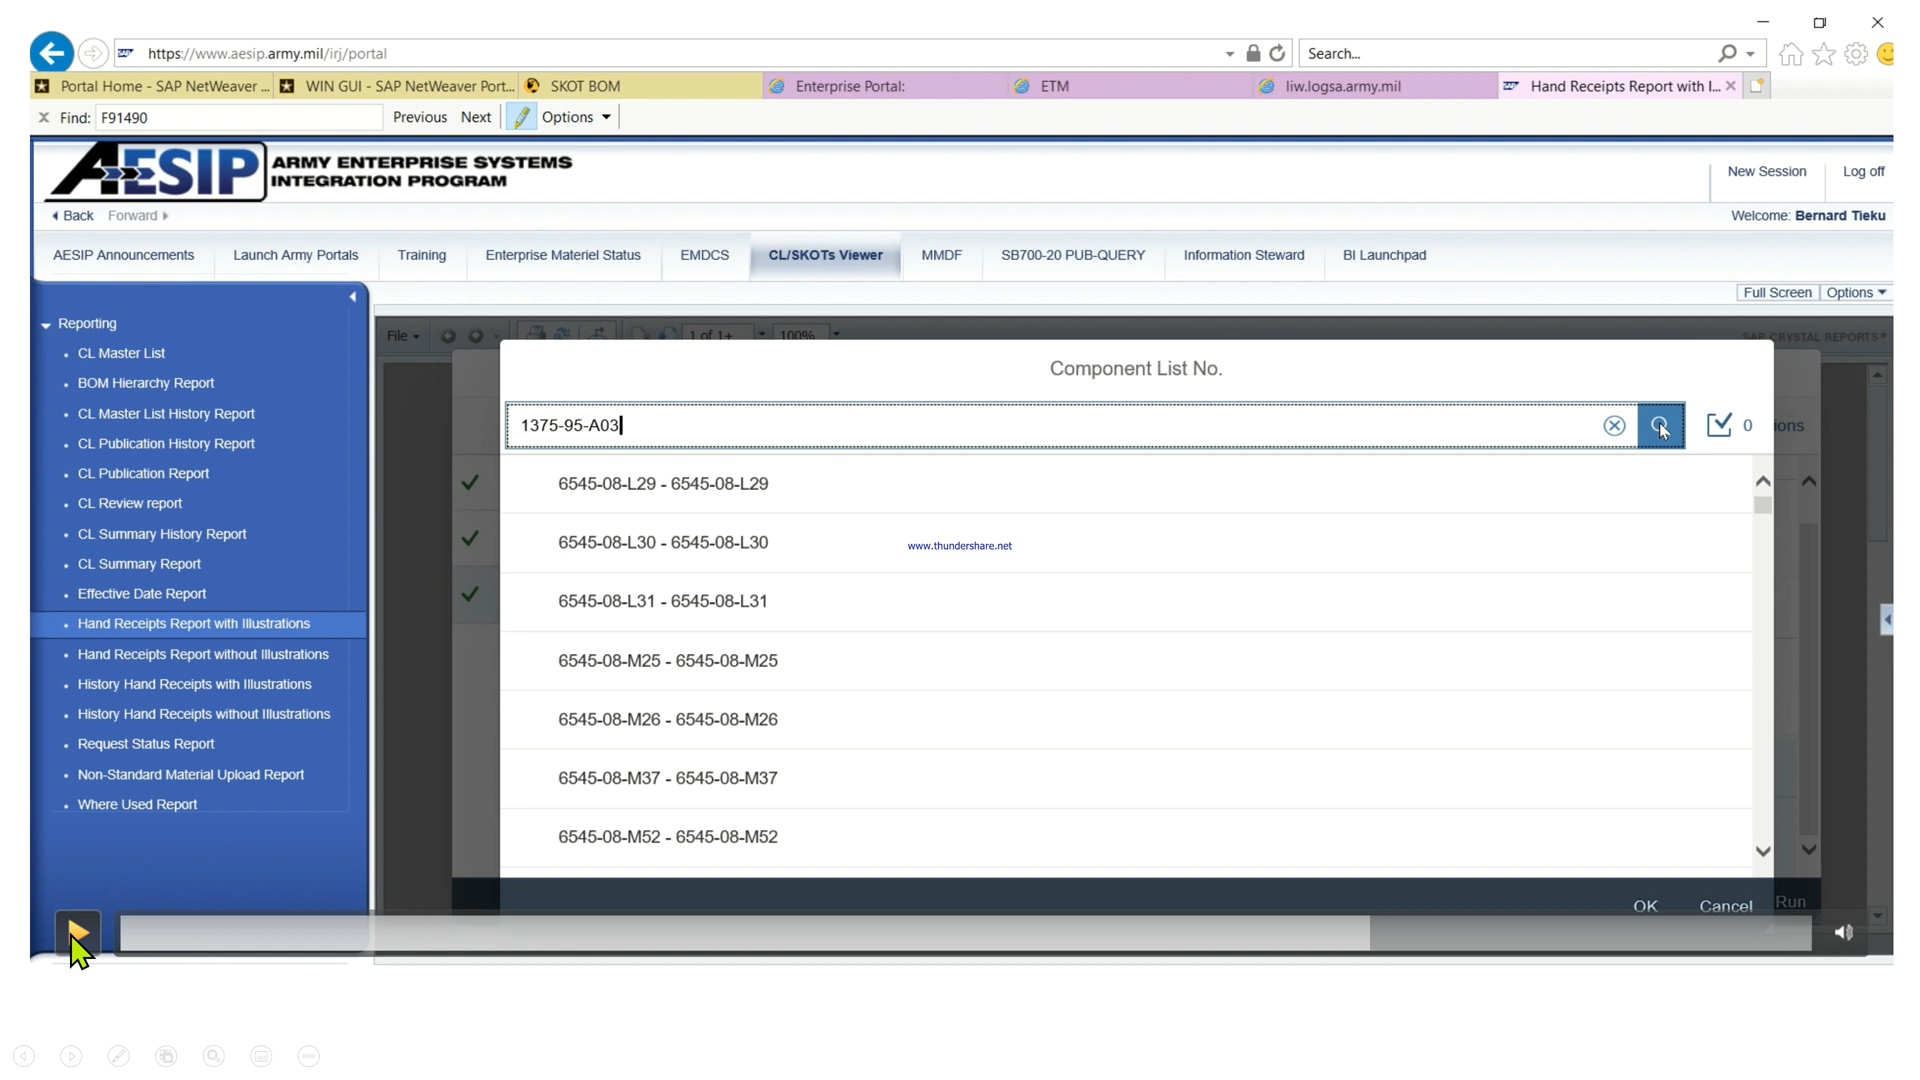 https://www.aesip.army.mil/irj/portal
Search...
Portal Home - SAP NetWeaver ...
WIN GUI - SAP NetWeaver Port...
SKOT BOM
Enterprise Portal:
ETM
liw.logsa.army.mil
Hand Receipts Report with I...
x Find: F91490 Previous Next Options
AESIP ARMY ENTERPRISE SYSTEMS
INTEGRATION PROGRAM
New Session Log off
Back Forward
Welcome: Bernard Tieku
AESIP Announcements
Launch Army Portals
Training
Enterprise Materiel Status
EMDCS
CL/SKOTs Viewer
MMDF
SB700-20 PUB-QUERY
Information Steward
BI Launchpad
Full Screen Options
Reporting
CL Master List
BOM Hierarchy Report
CL Master List History Report
CL Publication History Report
CL Publication Report
CL Review report
CL Summary History Report
CL Summary Report
Effective Date Report
Hand Receipts Report with Illustrations
Hand Receipts Report without Illustrations
History Hand Receipts with Illustrations
History Hand Receipts without Illustrations
Request Status Report
Non-Standard Material Upload Report
Where Used Report
File
1 of 1+
100%
SAP CRYSTAL REPORTS®
Component List No.
1375-95-A03
0
ions
6545-08-L29 - 6545-08-L29
6545-08-L30 - 6545-08-L30
www.thundershare.net
6545-08-L31 - 6545-08-L31
6545-08-M25 - 6545-08-M25
6545-08-M26 - 6545-08-M26
6545-08-M37 - 6545-08-M37
6545-08-M52 - 6545-08-M52
OK Cancel Run